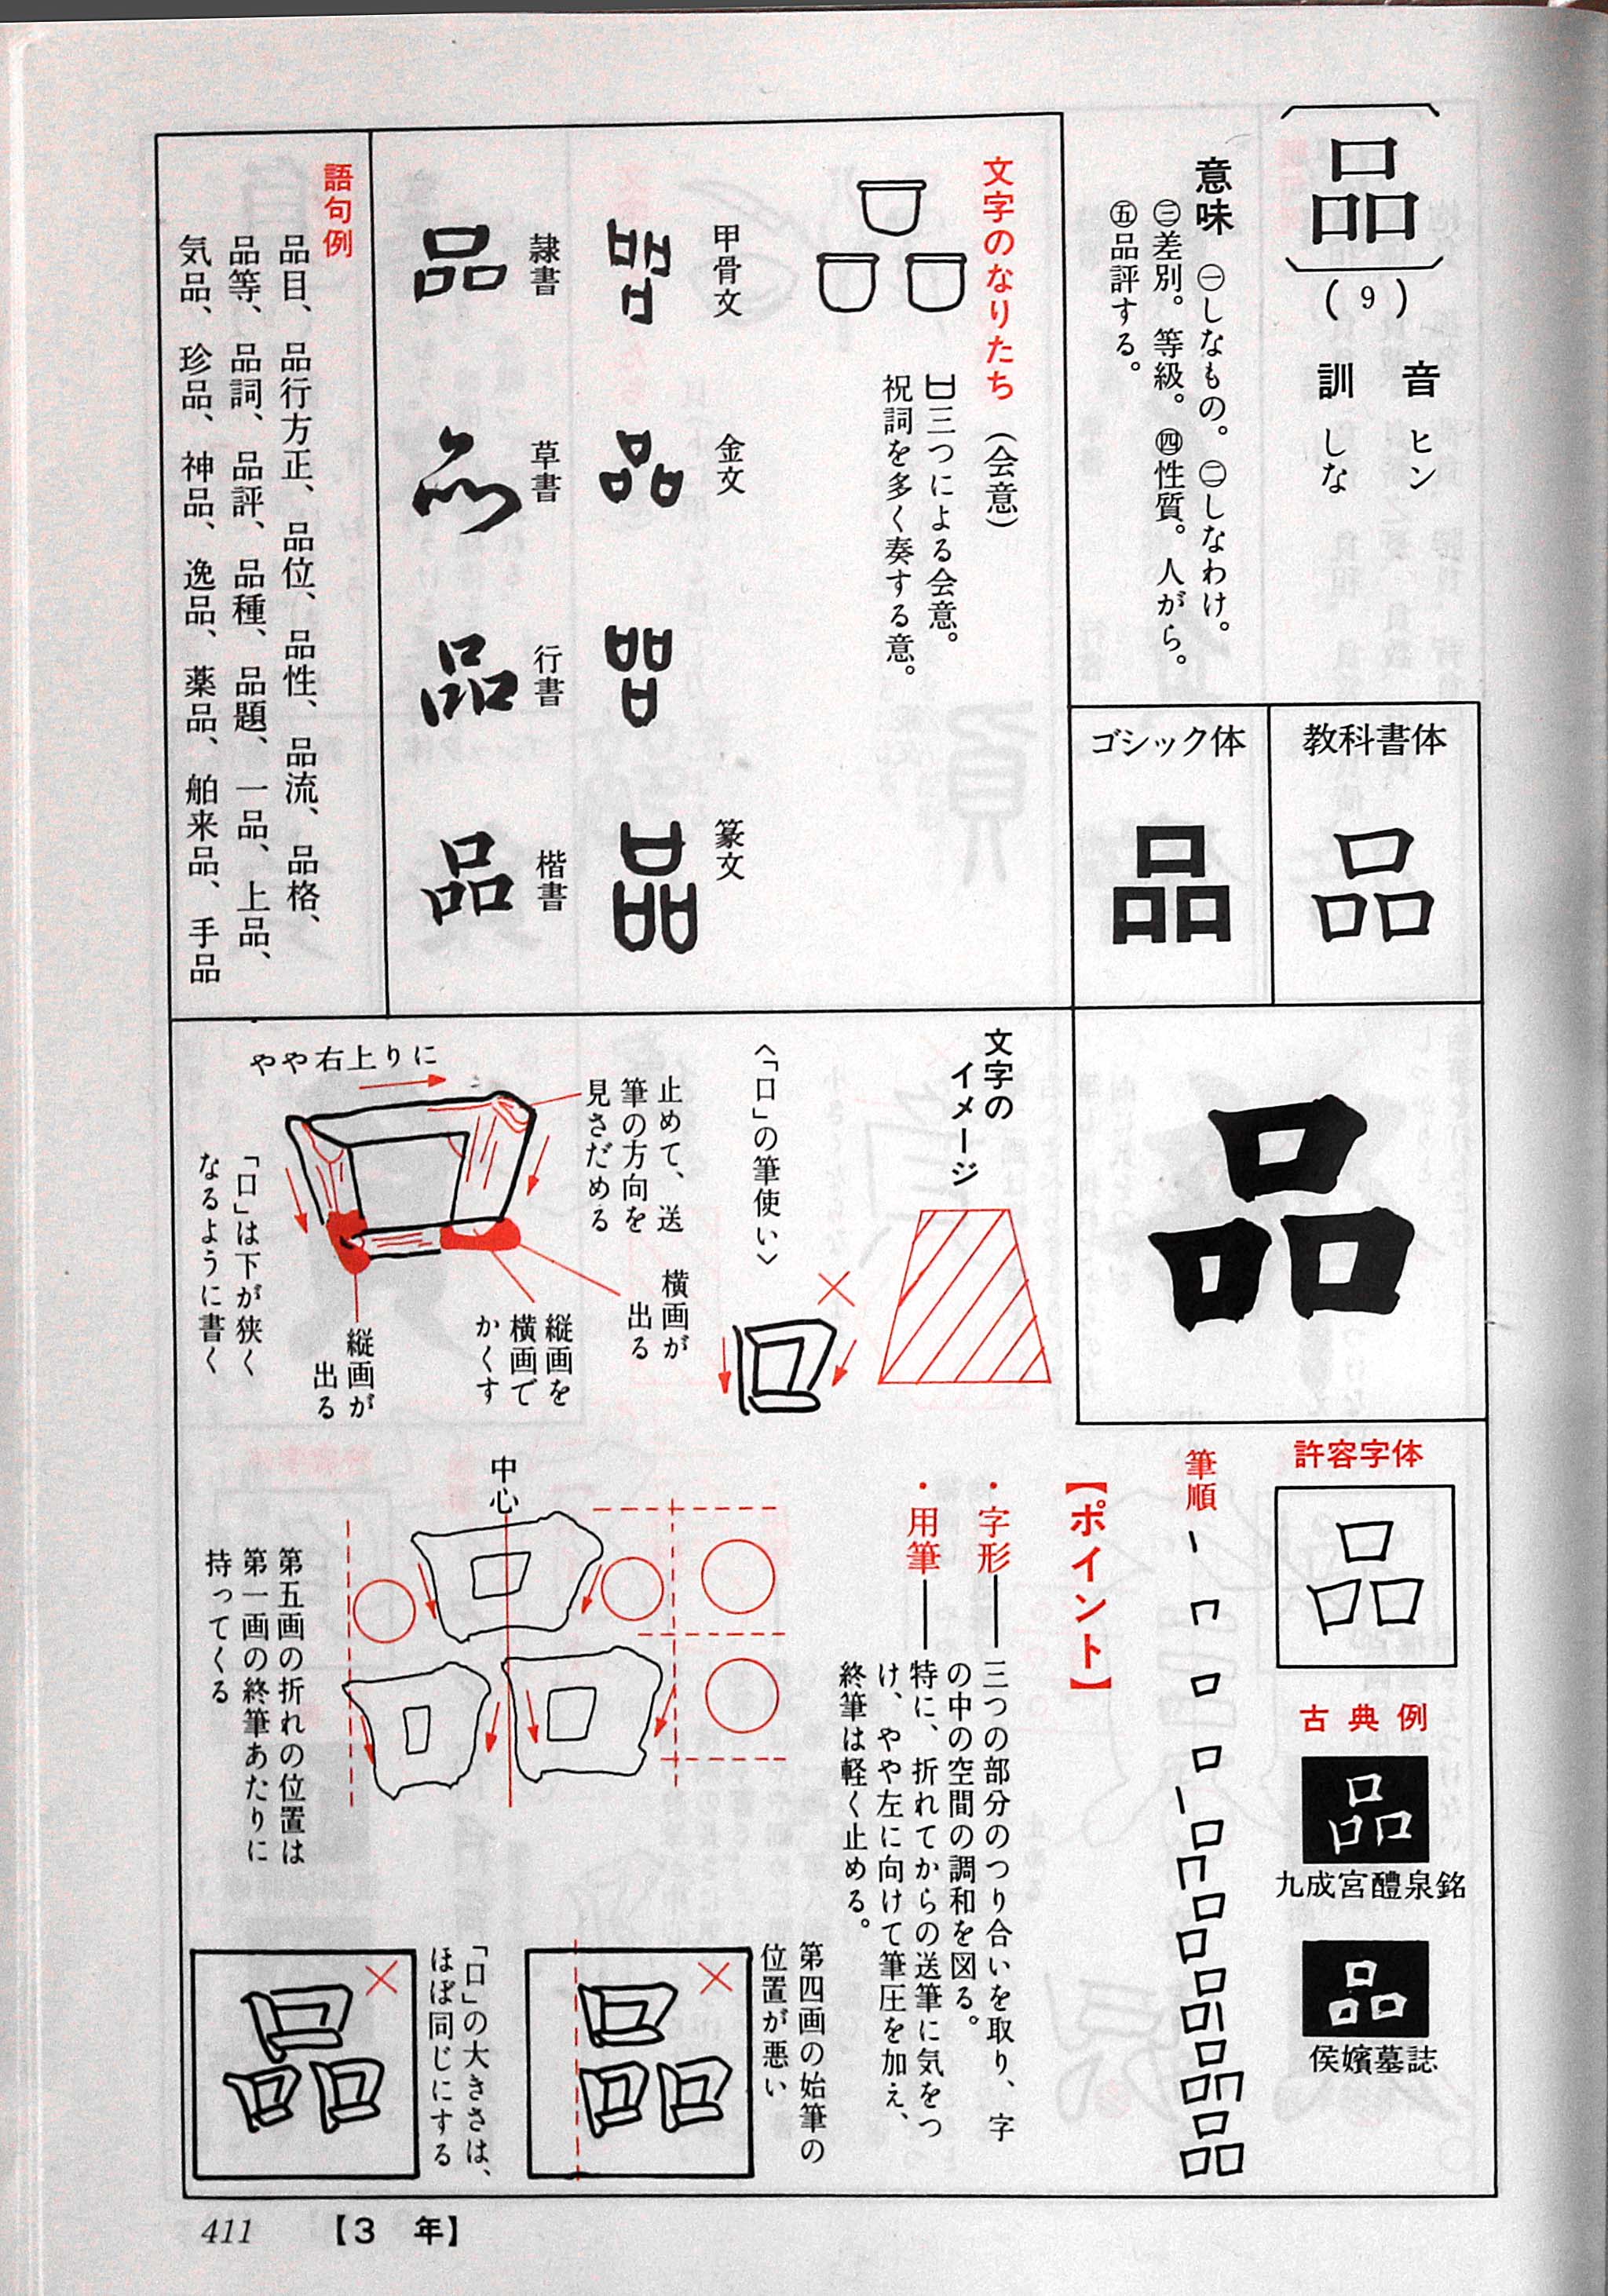 品
(9)
音 ヒン
訓 しな
意味 ㊀しなもの。㊁しなわけ。
㊂差別。等級。㊃性質。人がら。
㊄品評する。
教科書体
品
ゴシック体
品
文字のなりたち (会意)
𠙵三つによる会意。
祝詞を多く奏する意。
甲骨文
金文
篆文
隷書
草書
行書
楷書
品
品
品
語句例
品目、品行方正、品位、品性、品流、品格、
品等、品詞、品評、品種、品題、一品、上品、
気品、珍品、神品、逸品、薬品、舶来品、手品
品
文字の
イメージ
〈「口」の筆使い〉
×
止めて、送
筆の方向を
見さだめる
やや右上りに
横画が
出る
縦画を
横画で
かくす
縦画が
出る
「口」は下が狭く
なるように書く
許容字体
品
古典例
品
九成宮醴泉銘
品
侯嬪墓誌
筆順
【ポイント】
・字形——三つの部分のつり合いを取り、字
の中の空間の調和を図る。
・用筆——特に、折れてからの送筆に気をつ
け、やや左に向けて筆圧を加え、
終筆は軽く止める。
中心
第五画の折れの位置は
第一画の終筆あたりに
持ってくる
第四画の始筆の
位置が悪い
×
品
「口」の大きさは、
ほぼ同じにする
×
品
411 【3 年】